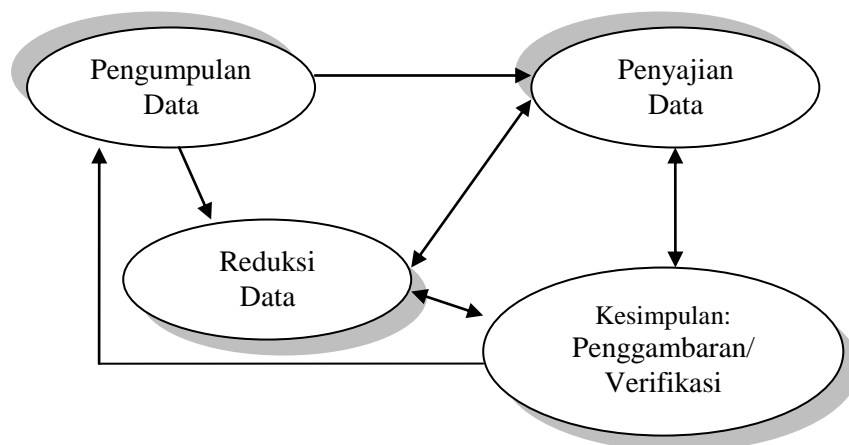 Pengumpulan
Data
Penyajian
Data
Reduksi
Data
Kesimpulan:
Penggambaran/
Verifikasi